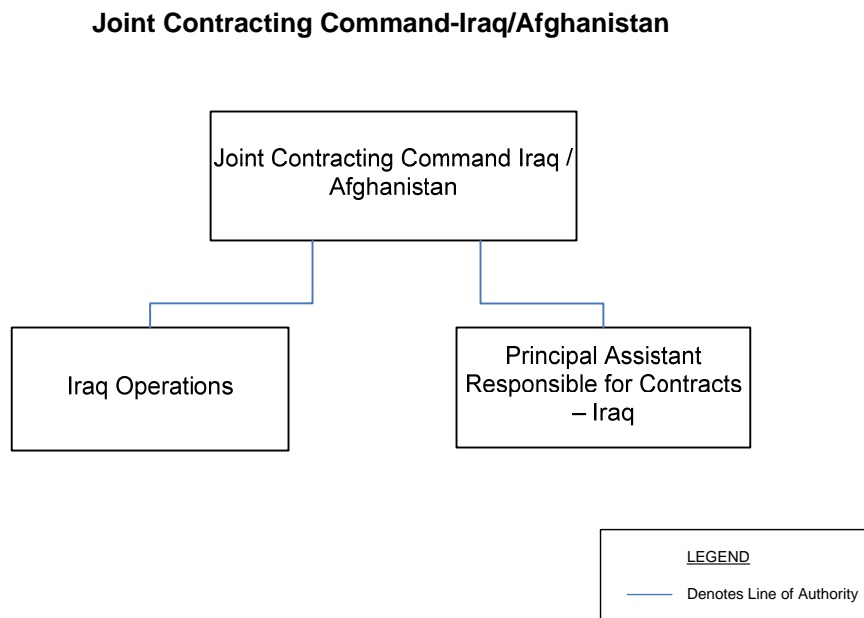 Joint Contracting Command-Iraq/Afghanistan
Joint Contracting Command Iraq /
Afghanistan
Iraq Operations
Principal Assistant
Responsible for Contracts
– Iraq
LEGEND
Denotes Line of Authority